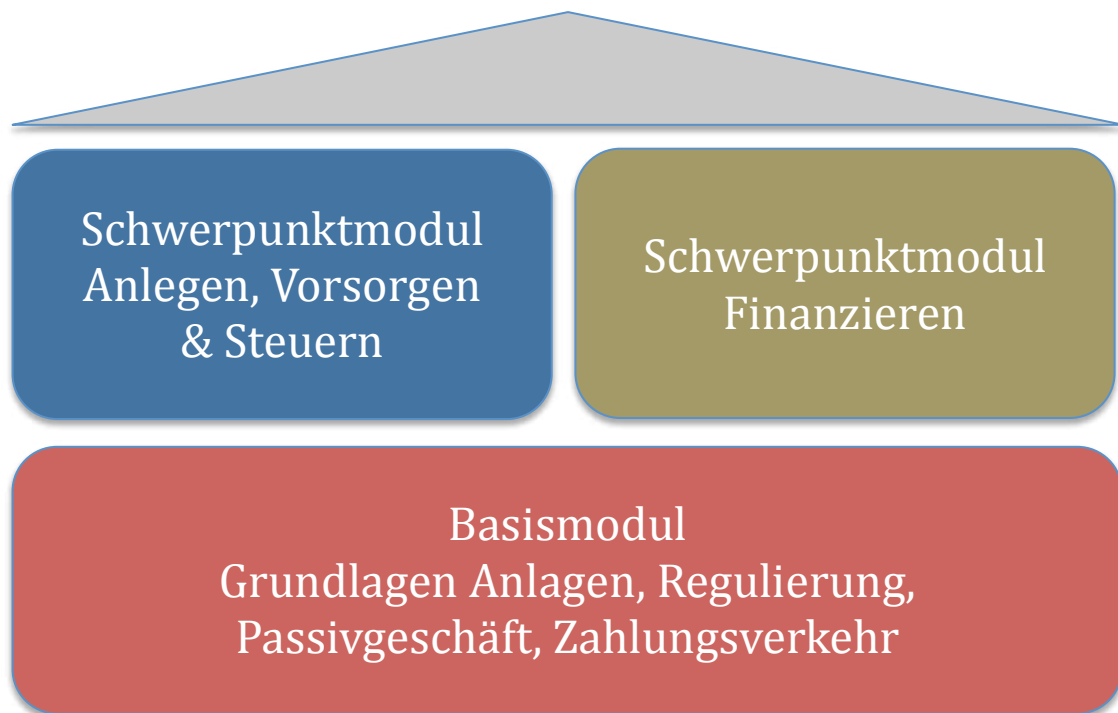 Schwerpunktmodul
Anlegen, Vorsorgen
& Steuern
Schwerpunktmodul
Finanzieren
Basismodul
Grundlagen Anlagen, Regulierung,
Passivgeschäft, Zahlungsverkehr